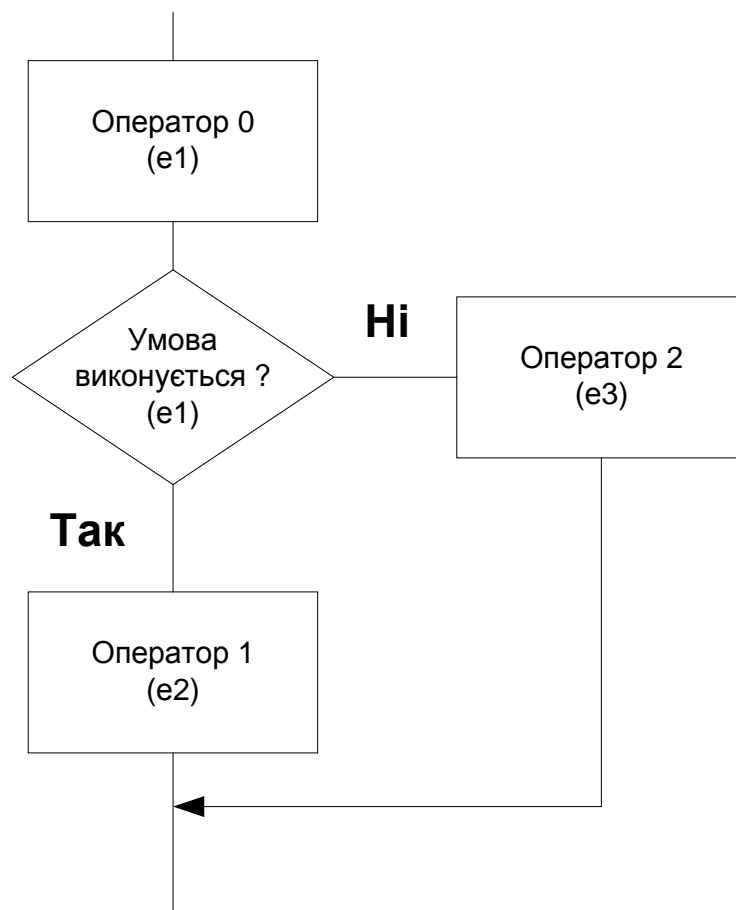 Оператор 0
(e1)
Умова
виконується ?
(e1)
Ні
Оператор 2
(e3)
Так
Оператор 1
(e2)